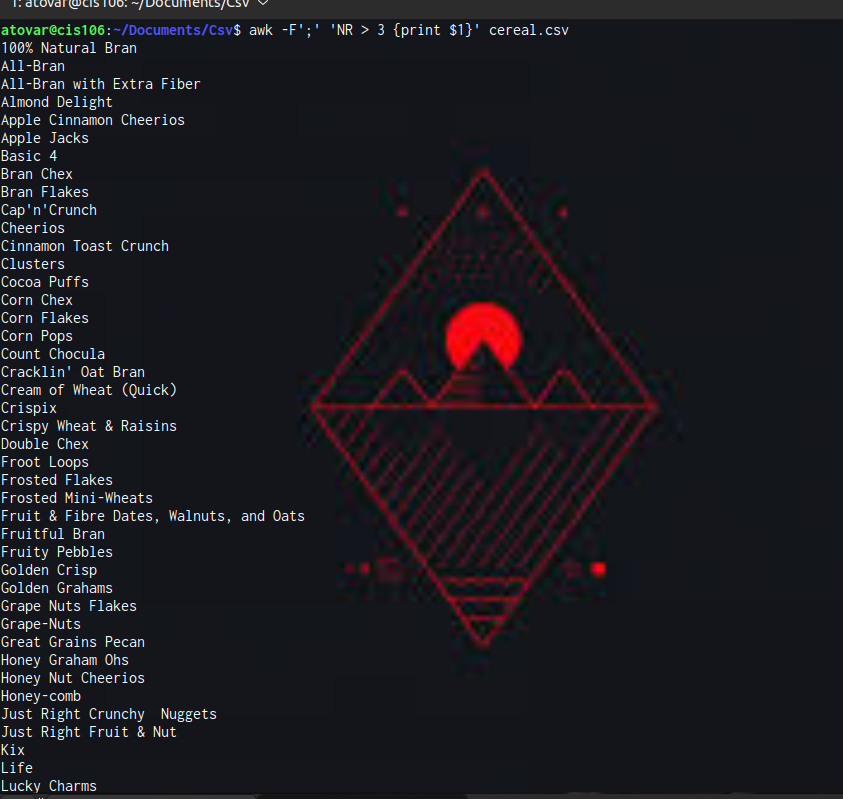 1: atovar@cis106: ~/Documents/Csv
atovar@cis106:~/Documents/Csv$ awk -F';' 'NR > 3 {print $1}' cereal.csv
100% Natural Bran
All-Bran
All-Bran with Extra Fiber
Almond Delight
Apple Cinnamon Cheerios
Apple Jacks
Basic 4
Bran Chex
Bran Flakes
Cap'n'Crunch
Cheerios
Cinnamon Toast Crunch
Clusters
Cocoa Puffs
Corn Chex
Corn Flakes
Corn Pops
Count Chocula
Cracklin' Oat Bran
Cream of Wheat (Quick)
Crispix
Crispy Wheat & Raisins
Double Chex
Froot Loops
Frosted Flakes
Frosted Mini-Wheats
Fruit & Fibre Dates, Walnuts, and Oats
Fruitful Bran
Fruity Pebbles
Golden Crisp
Golden Grahams
Grape Nuts Flakes
Grape-Nuts
Great Grains Pecan
Honey Graham Ohs
Honey Nut Cheerios
Honey-comb
Just Right Crunchy  Nuggets
Just Right Fruit & Nut
Kix
Life
Lucky Charms